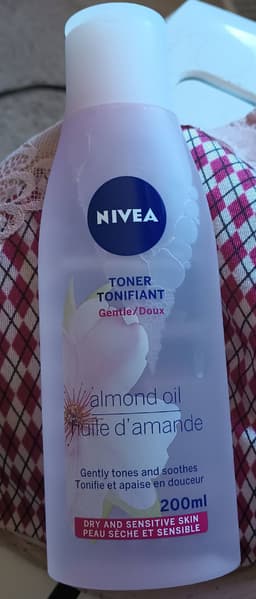 NIVEA
TONER
TONIFIANT
Gentle/Doux
almond oil
huile d'amande
Gently tones and soothes
Tonifie et apaise en douceur
200ml
DRY AND SENSITIVE SKIN
PEAU SÈCHE ET SENSIBLE